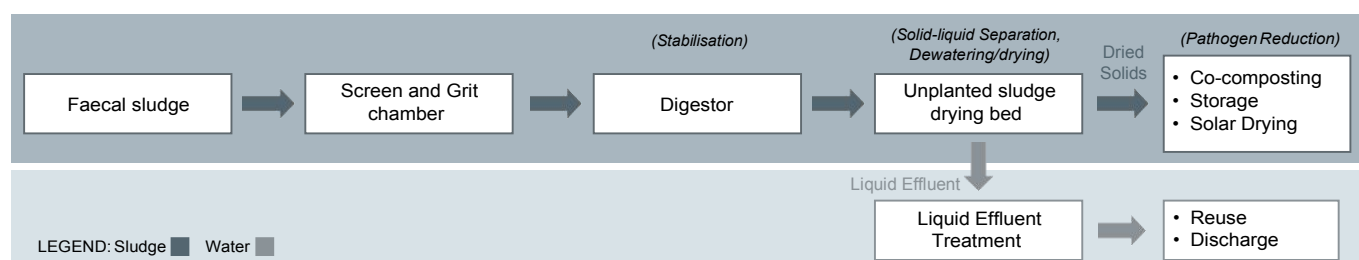 (Stabilisation)
(Solid-liquid Separation,
Dewatering/drying)
(Pathogen Reduction)
Faecal sludge
Screen and Grit
chamber
Digestor
Unplanted sludge
drying bed
Dried
Solids
• Co-composting
• Storage
• Solar Drying
Liquid Effluent
Liquid Effluent
Treatment
• Reuse
• Discharge
LEGEND: Sludge Water